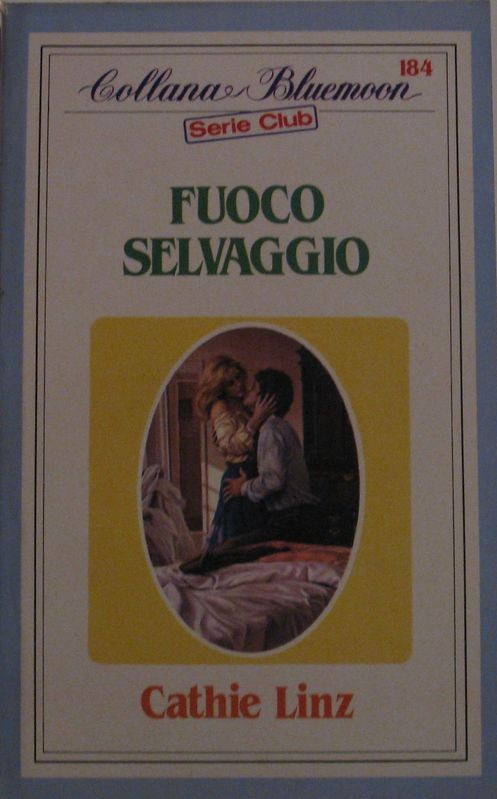 184
Collana Bluemoon
Serie Club
FUOCO
SELVAGGIO
Cathie Linz